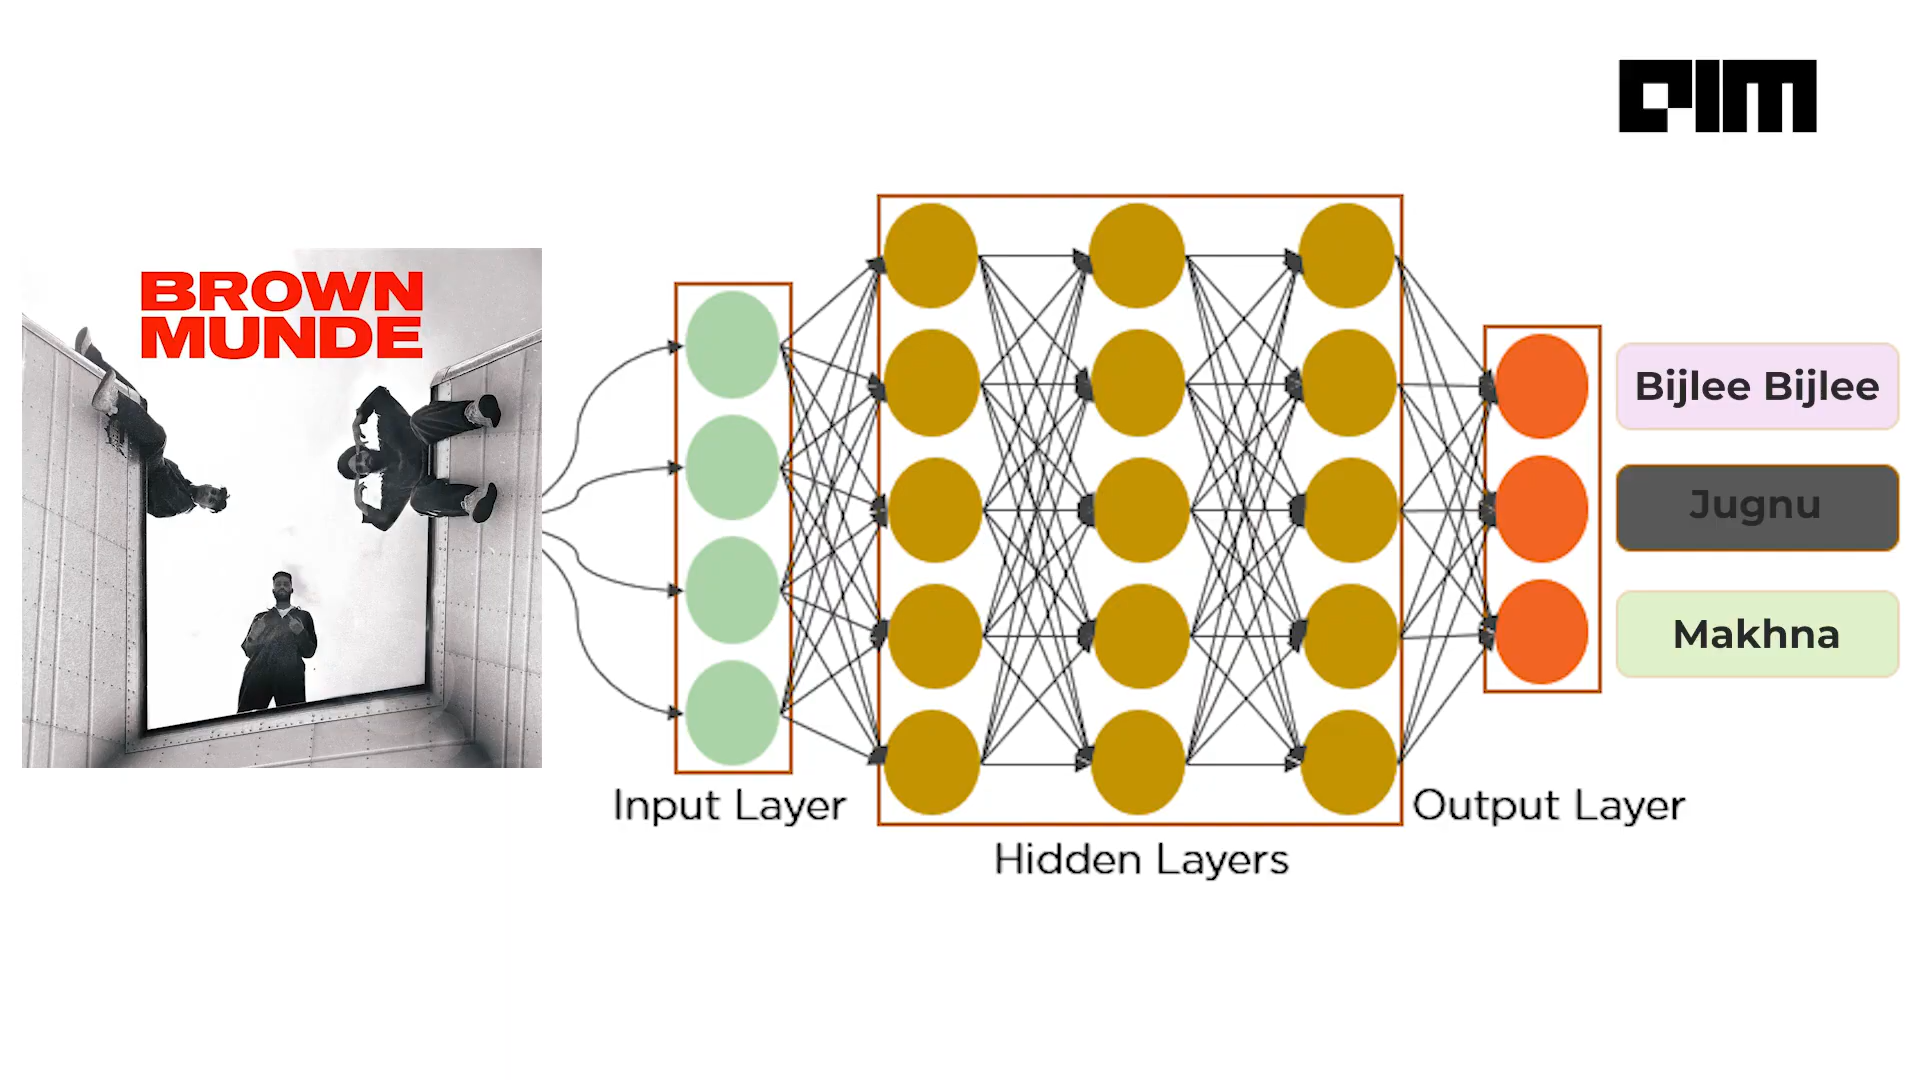 AIM
BROWN
MUNDE
Bijlee Bijlee
Jugnu
Makhna
Input Layer
Output Layer
Hidden Layers